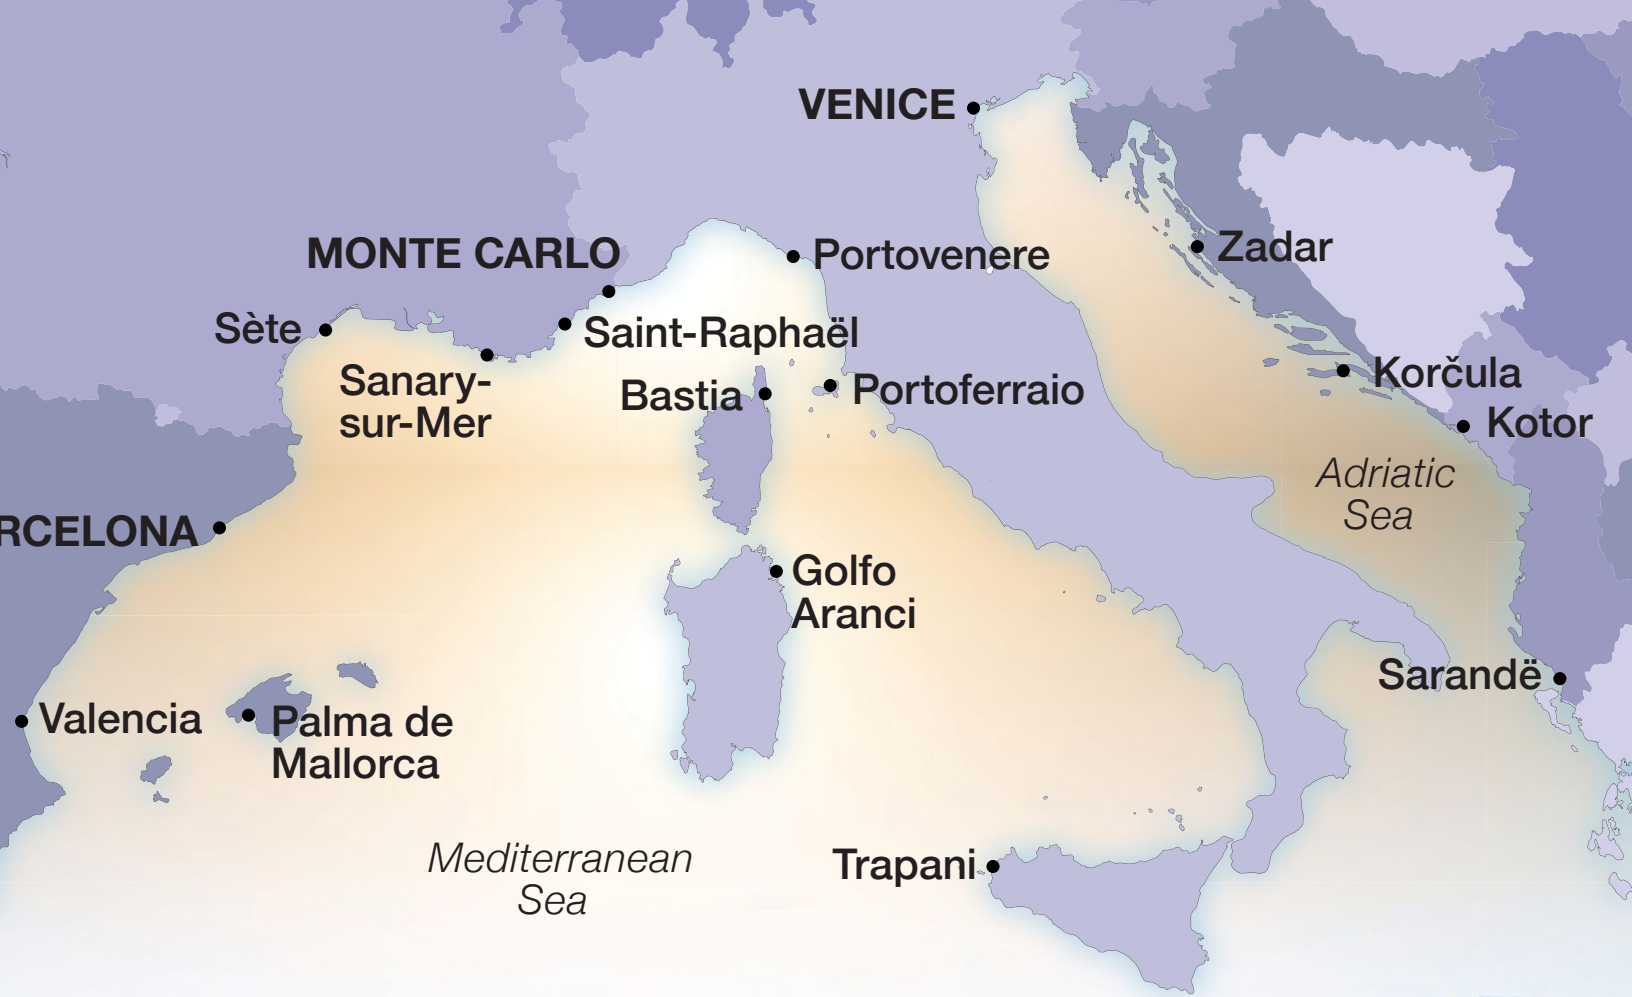 VENICE
Zadar
MONTE CARLO
Portovenere
Sète
Saint-Raphaël
Sanary-
sur-Mer
Bastia
Portoferraio
Korčula
Kotor
Adriatic
Sea
RCELONA
Golfo
Aranci
Sarandë
Valencia
Palma de
Mallorca
Mediterranean
Sea
Trapani